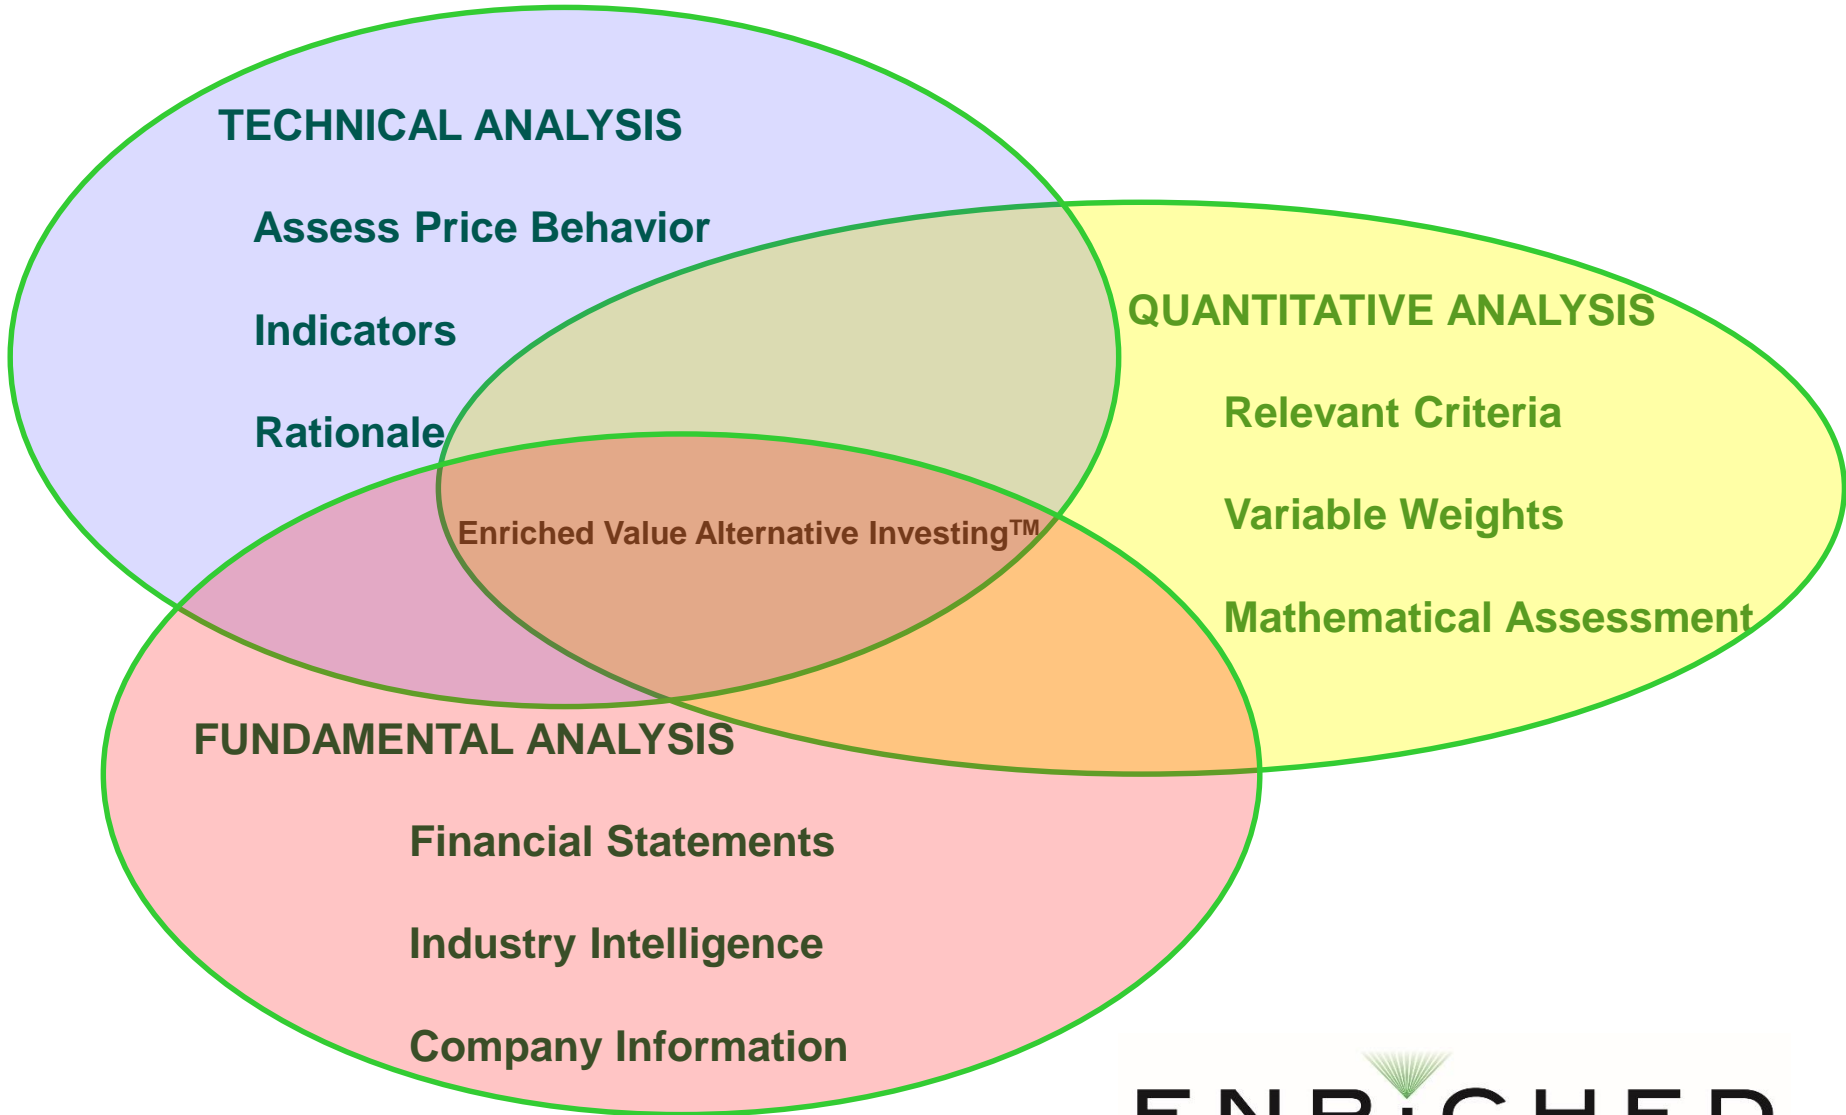 TECHNICAL ANALYSIS
Assess Price Behavior
Indicators
Rationale
QUANTITATIVE ANALYSIS
Relevant Criteria
Variable Weights
Mathematical Assessment
Enriched Value Alternative Investing™
FUNDAMENTAL ANALYSIS
Financial Statements
Industry Intelligence
Company Information
ENRiCHED